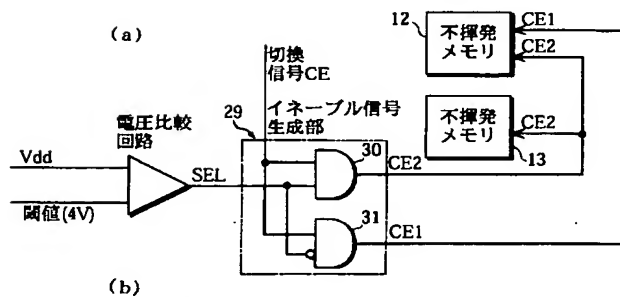 (a)
切換
信号CE
12
不揮発
メモリ
CE1
CE2
電圧比較
回路
29
イネーブル信号
生成部
不揮発
メモリ
CE2
13
Vdd
SEL
30
CE2
閾値(4V)
31
CE1
(b)